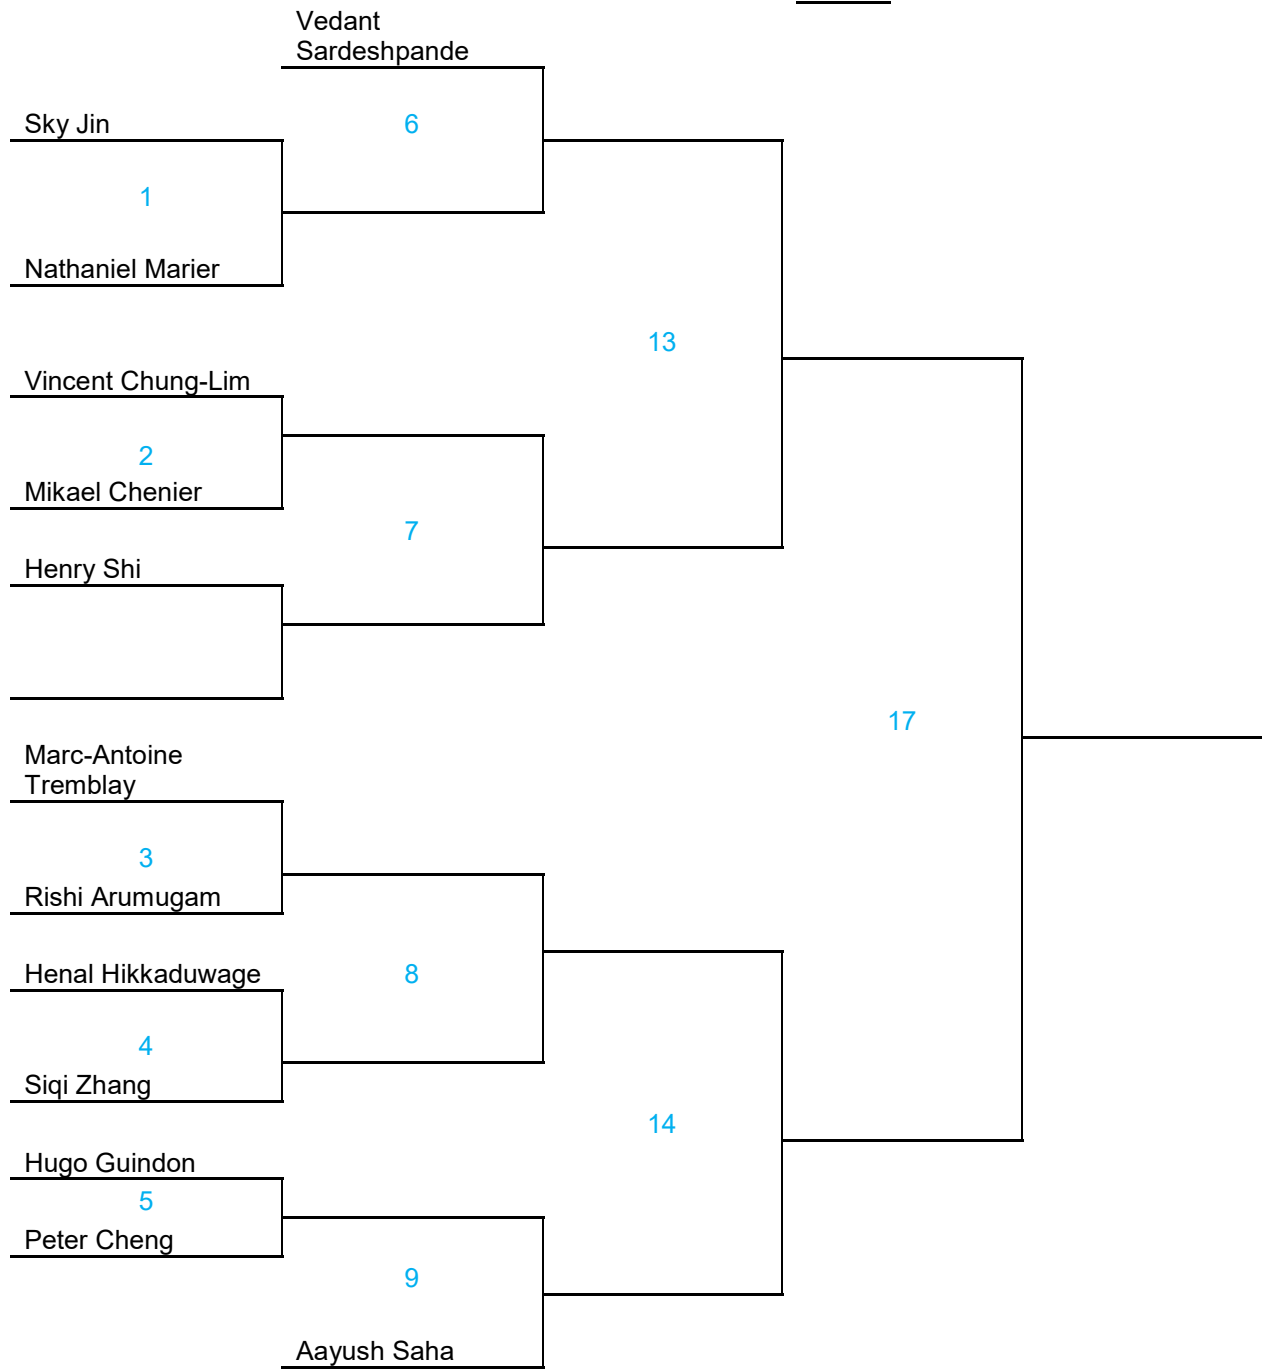 Vedant
Sardeshpande
Sky Jin
6
1
Nathaniel Marier
13
Vincent Chung-Lim
2
Mikael Chenier
7
Henry Shi
17
Marc-Antoine
Tremblay
3
Rishi Arumugam
Henal Hikkaduwage
8
4
Siqi Zhang
14
Hugo Guindon
5
Peter Cheng
9
Aayush Saha